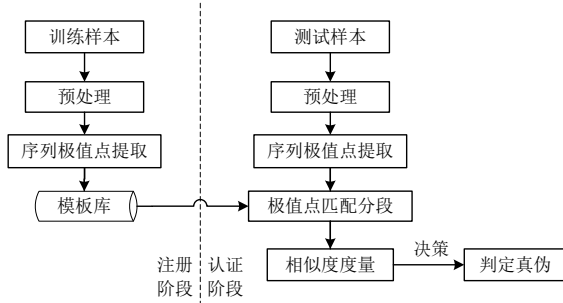 训练样本
预处理
序列极值点提取
模板库
注册
阶段
测试样本
预处理
序列极值点提取
极值点匹配分段
相似度度量
决策
判定真伪
认证
阶段